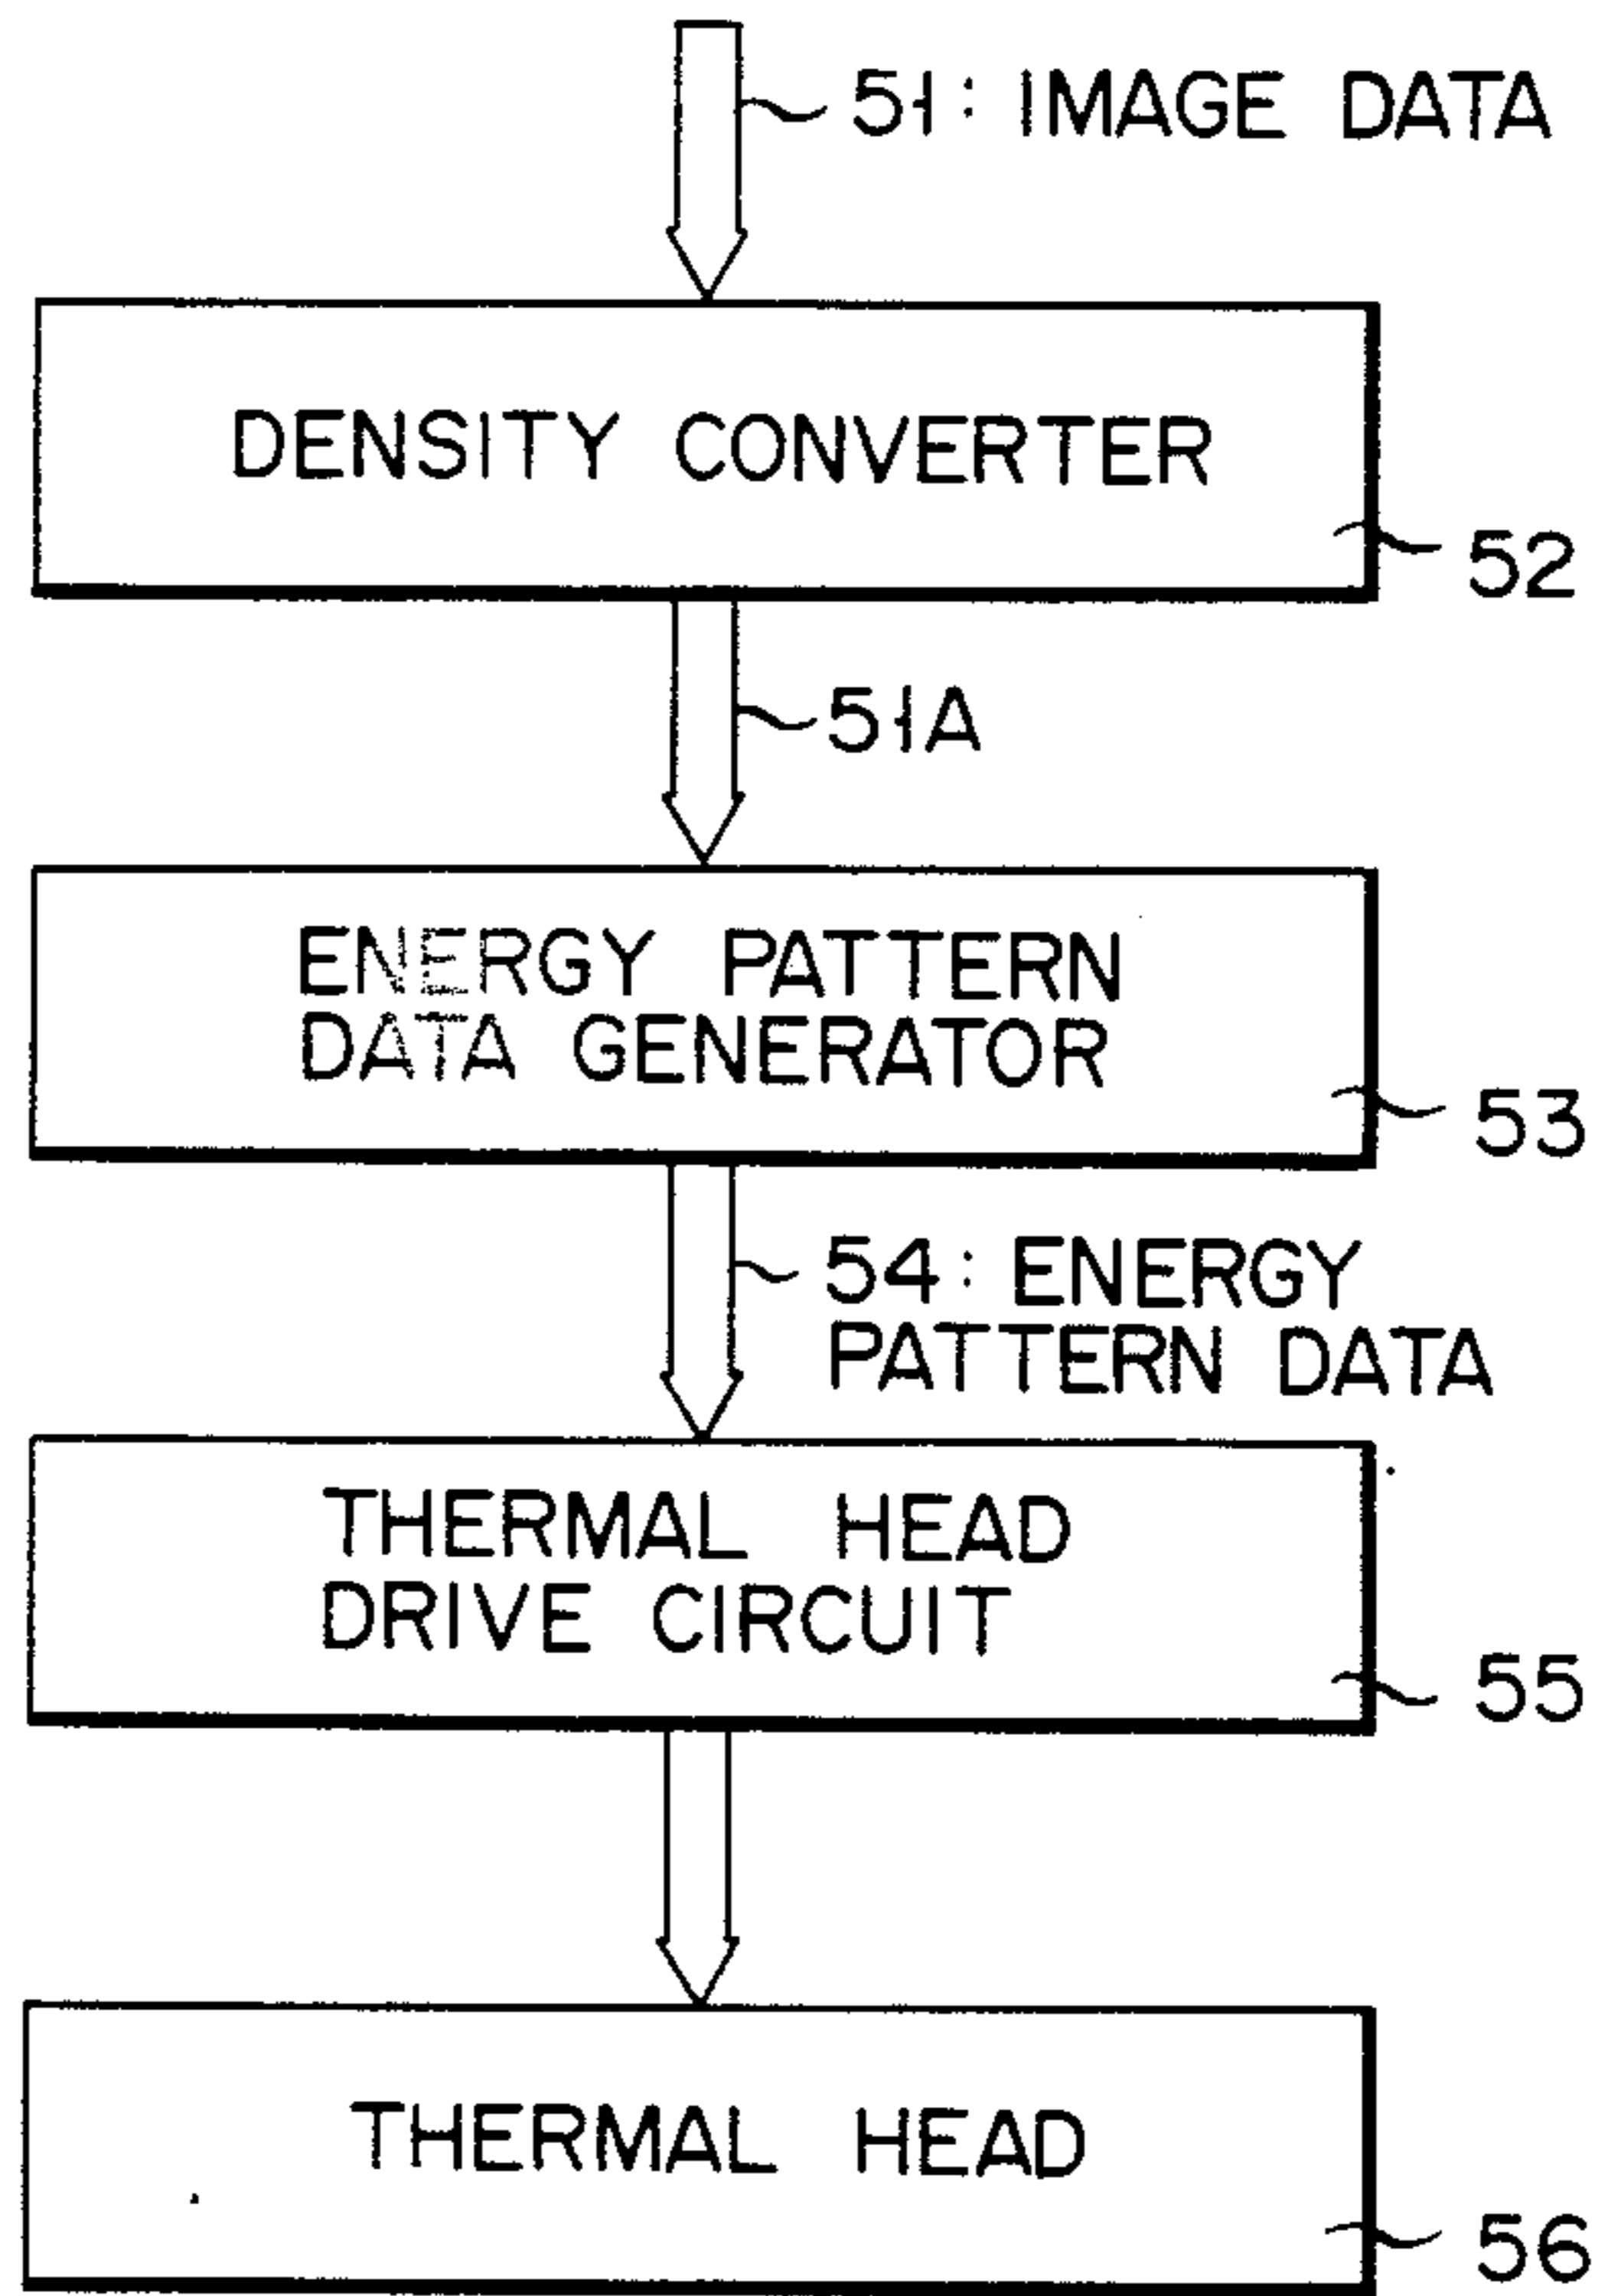 51: IMAGE DATA
DENSITY CONVERTER
52
51A
ENERGY PATTERN
DATA GENERATOR
53
54: ENERGY
PATTERN DATA
THERMAL HEAD
DRIVE CIRCUIT
55
THERMAL HEAD
56